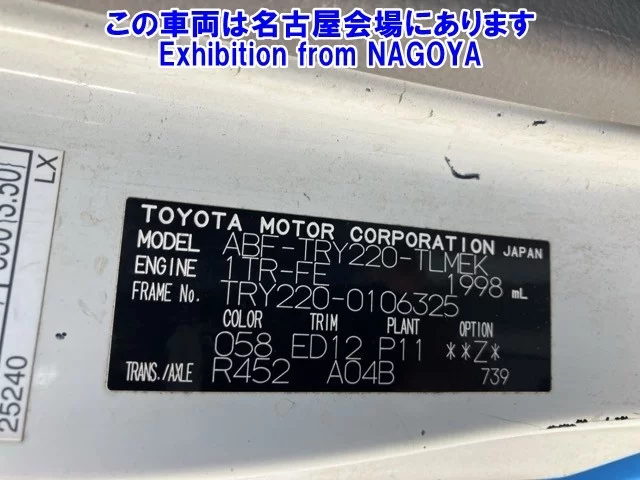 この車両は名古屋会場にあります
Exhibition from NAGOYA
LX
25240
TOYOTA MOTOR CORPORATION JAPAN
MODEL ABF-TRY220-TLMEK
ENGINE 1TR-FE 1998 mL
FRAME No. TRY220-0106325
COLOR TRIM PLANT OPTION
058 ED12 P11 **Z*
TRANS./AXLE R452 A04B 739